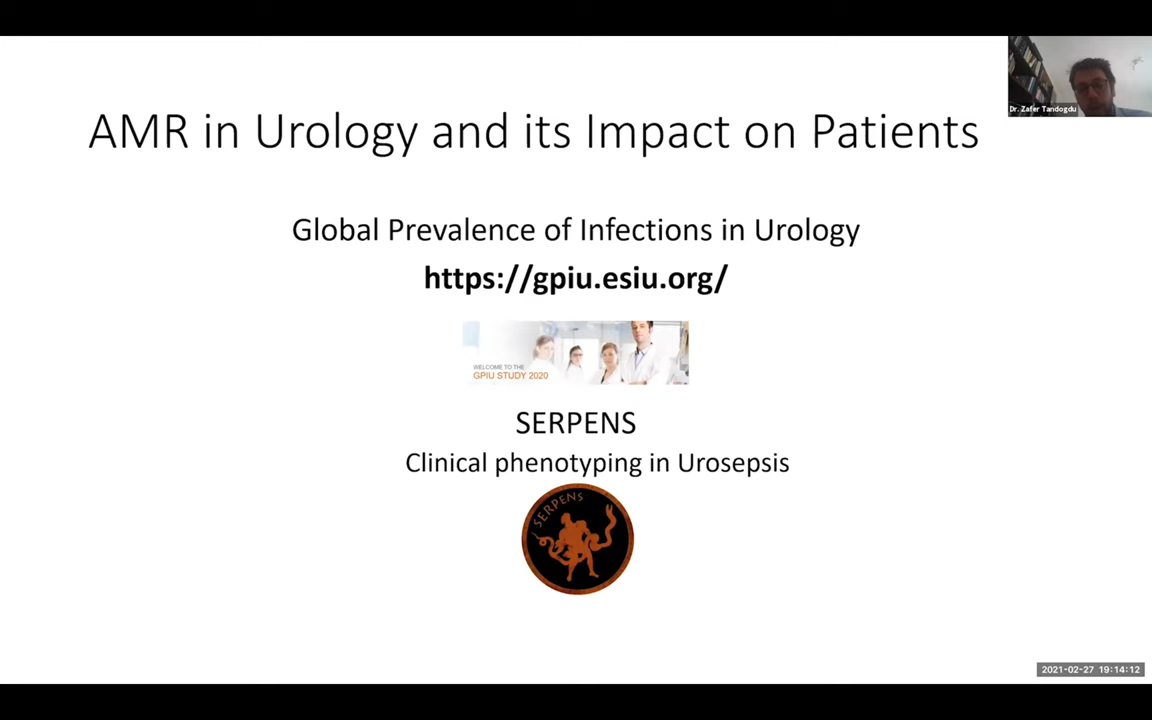 Dr. Zafer Tandogdu
AMR in Urology and its Impact on Patients
Global Prevalence of Infections in Urology
https://gpiu.esiu.org/
WELCOME TO THE
GPIU STUDY 2020
SERPENS
Clinical phenotyping in Urosepsis
SERPENS
2021-02-27 19:14:12